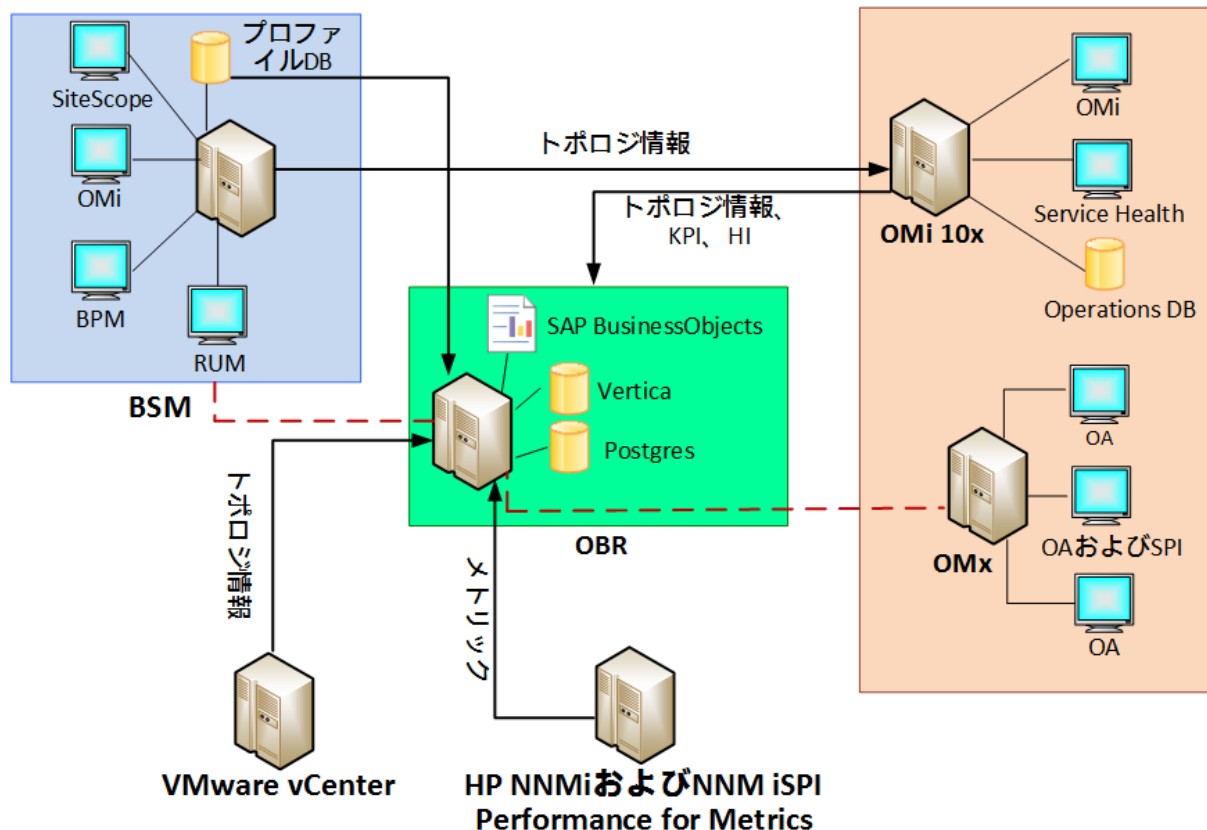 プロファ
イルDB
SiteScope
OMi
BPM
RUM
BSM
トポロジ情報
トポロジ情報、
KPI、 HI
OMi 10x
OMi
Service Health
Operations DB
SAP BusinessObjects
Vertica
Postgres
OBR
OMx
OA
OAおよびSPI
OA
トポロジ情報
メトリック
VMware vCenter
HP NNMiおよびNNM iSPI
Performance for Metrics